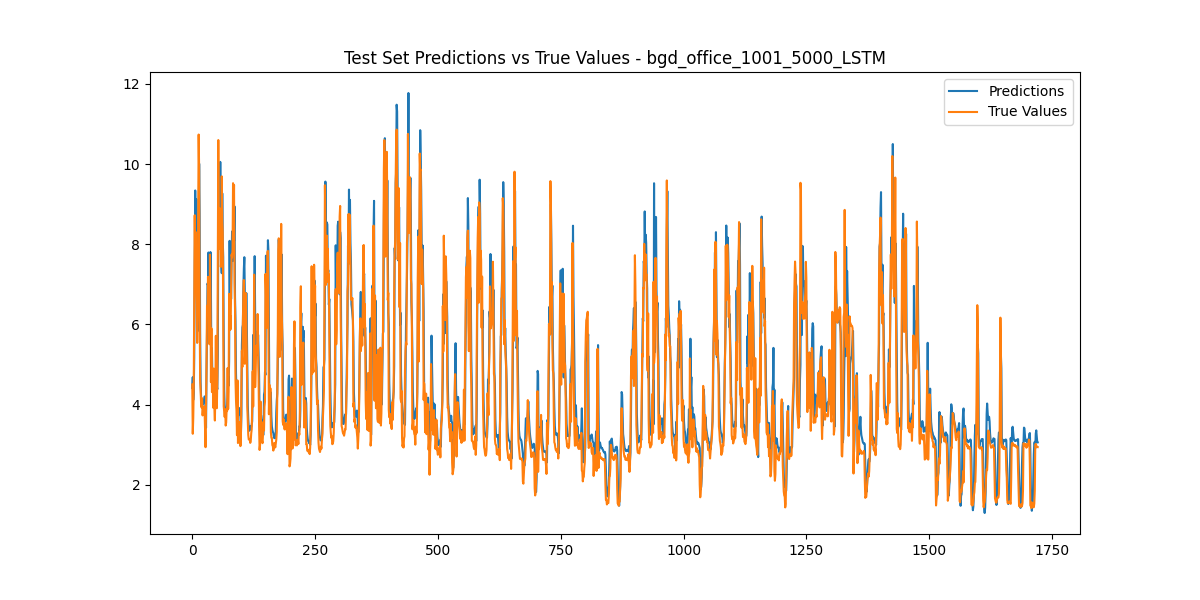 Test Set Predictions vs True Values - bgd_office_1001_5000_LSTM
Predictions
True Values
12
10
8
6
4
2
0 250 500 750 1000 1250 1500 1750